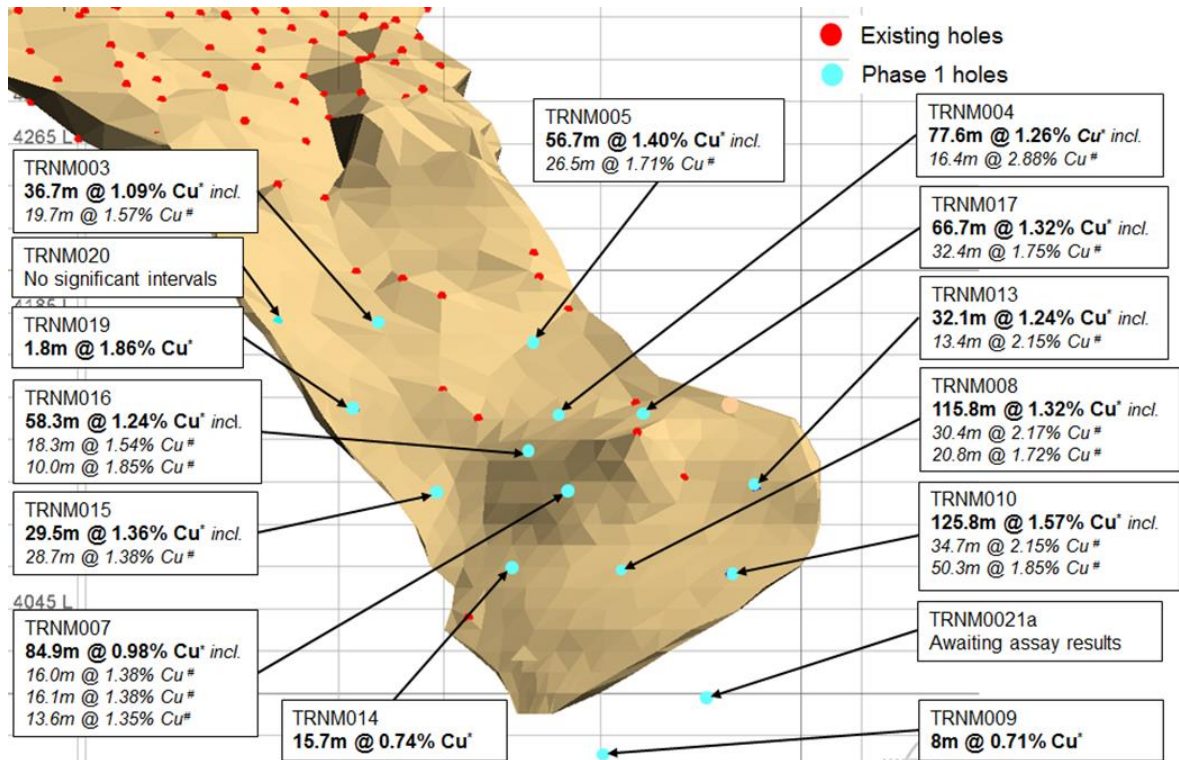 Existing holes
Phase 1 holes
4265 L
4185 L
4045 L
TRNM003
36.7m @ 1.09% Cu* incl.
19.7m @ 1.57% Cu #
TRNM020
No significant intervals
TRNM019
1.8m @ 1.86% Cu*
TRNM016
58.3m @ 1.24% Cu* incl.
18.3m @ 1.54% Cu #
10.0m @ 1.85% Cu #
TRNM015
29.5m @ 1.36% Cu* incl.
28.7m @ 1.38% Cu #
TRNM007
84.9m @ 0.98% Cu* incl.
16.0m @ 1.38% Cu #
16.1m @ 1.38% Cu #
13.6m @ 1.35% Cu#
TRNM014
15.7m @ 0.74% Cu*
TRNM005
56.7m @ 1.40% Cu* incl.
26.5m @ 1.71% Cu #
TRNM004
77.6m @ 1.26% Cu* incl.
16.4m @ 2.88% Cu #
TRNM017
66.7m @ 1.32% Cu* incl.
32.4m @ 1.75% Cu #
TRNM013
32.1m @ 1.24% Cu* incl.
13.4m @ 2.15% Cu #
TRNM008
115.8m @ 1.32% Cu* incl.
30.4m @ 2.17% Cu #
20.8m @ 1.72% Cu #
TRNM010
125.8m @ 1.57% Cu* incl.
34.7m @ 2.15% Cu #
50.3m @ 1.85% Cu #
TRNM0021a
Awaiting assay results
TRNM009
8m @ 0.71% Cu*